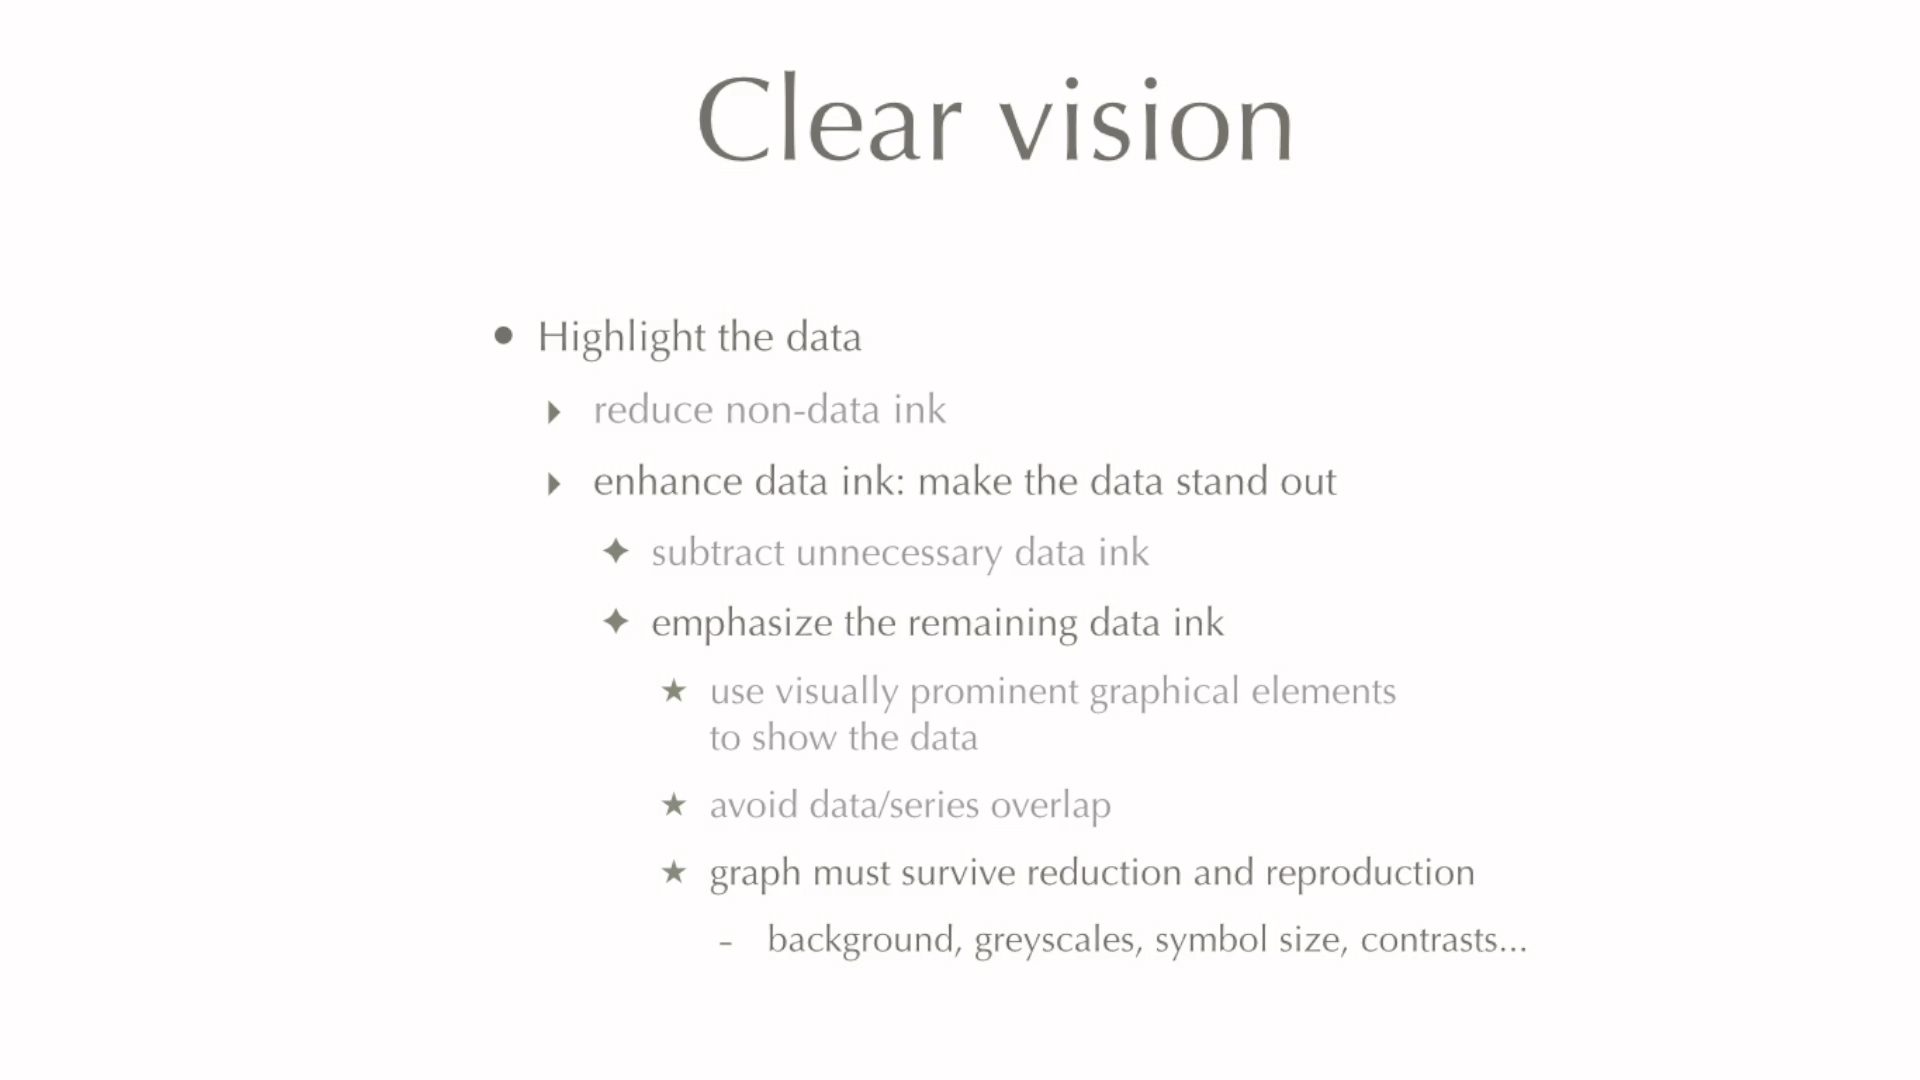 Clear vision
• Highlight the data
▸ reduce non-data ink
▸ enhance data ink: make the data stand out
✦ subtract unnecessary data ink
✦ emphasize the remaining data ink
★ use visually prominent graphical elements
to show the data
★ avoid data/series overlap
★ graph must survive reduction and reproduction
– background, greyscales, symbol size, contrasts...